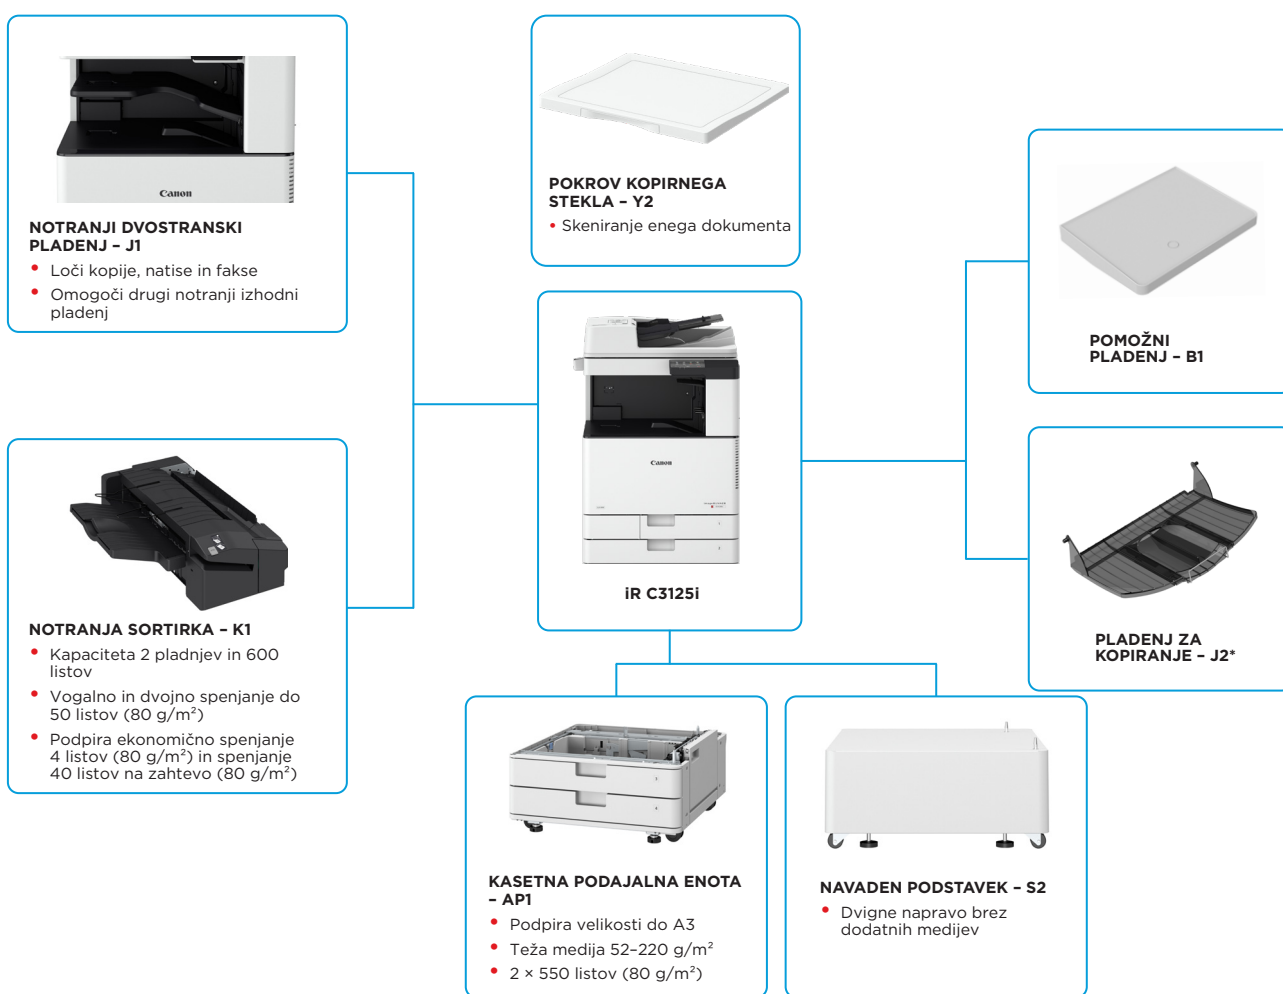 Canon
NOTRANJI DVOSTRANSKI
PLADENJ – J1
• Loči kopije, natise in fakse
• Omogoči drugi notranji izhodni
pladenj
POKROV KOPIRNEGA
STEKLA – Y2
• Skeniranje enega dokumenta
POMOŽNI
PLADENJ – B1
Canon
iR C3125i
NOTRANJA SORTIRKA – K1
• Kapaciteta 2 pladnjev in 600
listov
• Vogalno in dvojno spenjanje do
50 listov (80 g/m²)
• Podpira ekonomično spenjanje
4 listov (80 g/m²) in spenjanje
40 listov na zahtevo (80 g/m²)
PLADENJ ZA
KOPIRANJE – J2*
KASETNA PODAJALNA ENOTA
– AP1
• Podpira velikosti do A3
• Teža medija 52–220 g/m²
• 2 × 550 listov (80 g/m²)
NAVADEN PODSTAVEK – S2
• Dvigne napravo brez
dodatnih medijev